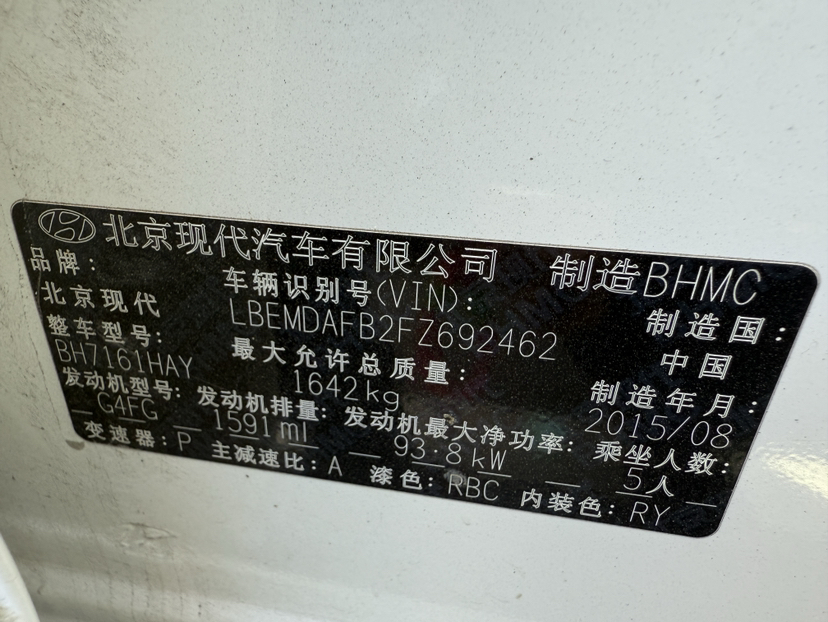 北京现代汽车有限公司 制造BHMC
品牌: 车辆识别号(VIN): 制造国:
北京现代 LBEMDAFB2FZ692462 中国
整车型号: 最大允许总质量: 制造年月:
BH7161HAY 1642kg 2015/08
发动机型号: 发动机排量: 发动机最大净功率: 乘坐人数:
G4FG 1591ml 93.8kW 5人
变速器: P 主减速比: A 漆色: RBC 内装色: RY